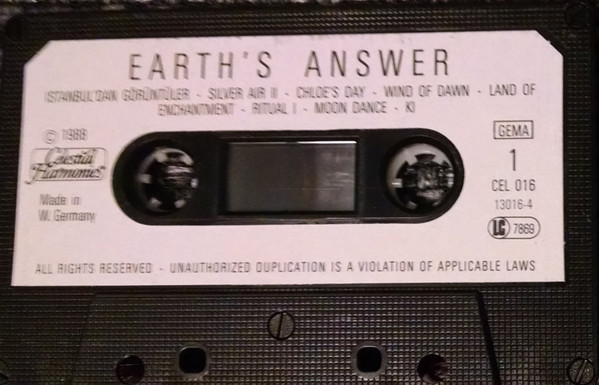 EARTH'S ANSWER
ISTANBUL'DAN GÖRÜNTÜLER - SILVER AIR II - CHLOE'S DAY - WIND OF DAWN - LAND OF
ENCHANTMENT - RITUAL I - MOON DANCE - KI
© 1988
Celestial
Harmonies
Made in
W. Germany
GEMA
1
CEL 016
13016-4
LC 7869
ALL RIGHTS RESERVED - UNAUTHORIZED DUPLICATION IS A VIOLATION OF APPLICABLE LAWS